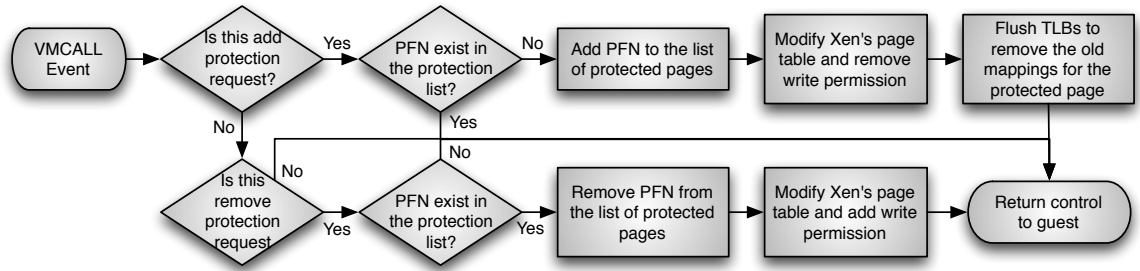 VMCALL
Event
Is this add
protection
request?
Yes
PFN exist in
the protection
list?
No
Add PFN to the list
of protected pages
Modify Xen's page
table and remove
write permission
Flush TLBs to
remove the old
mappings for the
protected page
No
Yes
No
No
Is this
remove
protection
request
Yes
PFN exist in
the protection
list?
Yes
Remove PFN from
the list of protected
pages
Modify Xen's page
table and add write
permission
Return control
to guest